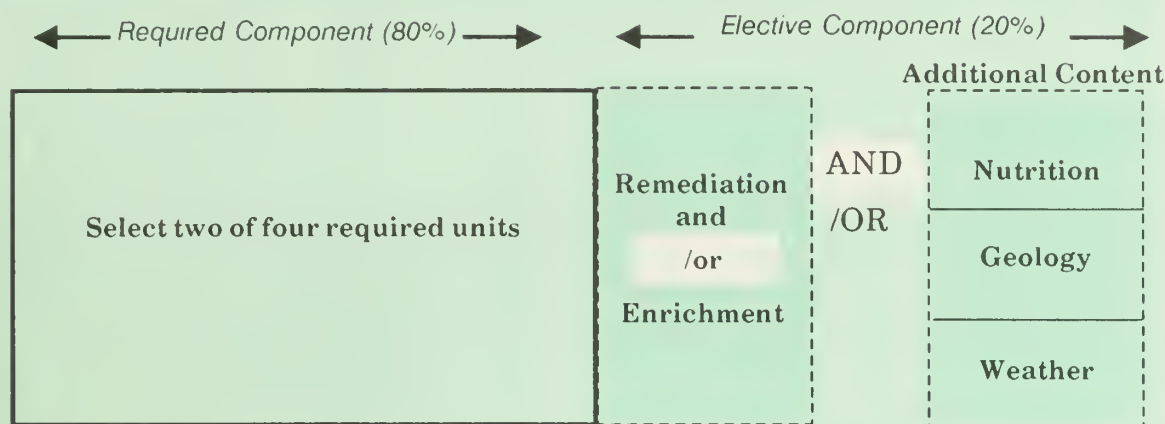 Required Component (80%)
Elective Component (20%)
Additional Content
Select two of four required units
Remediation
and
/or
Enrichment
AND
/OR
Nutrition
Geology
Weather